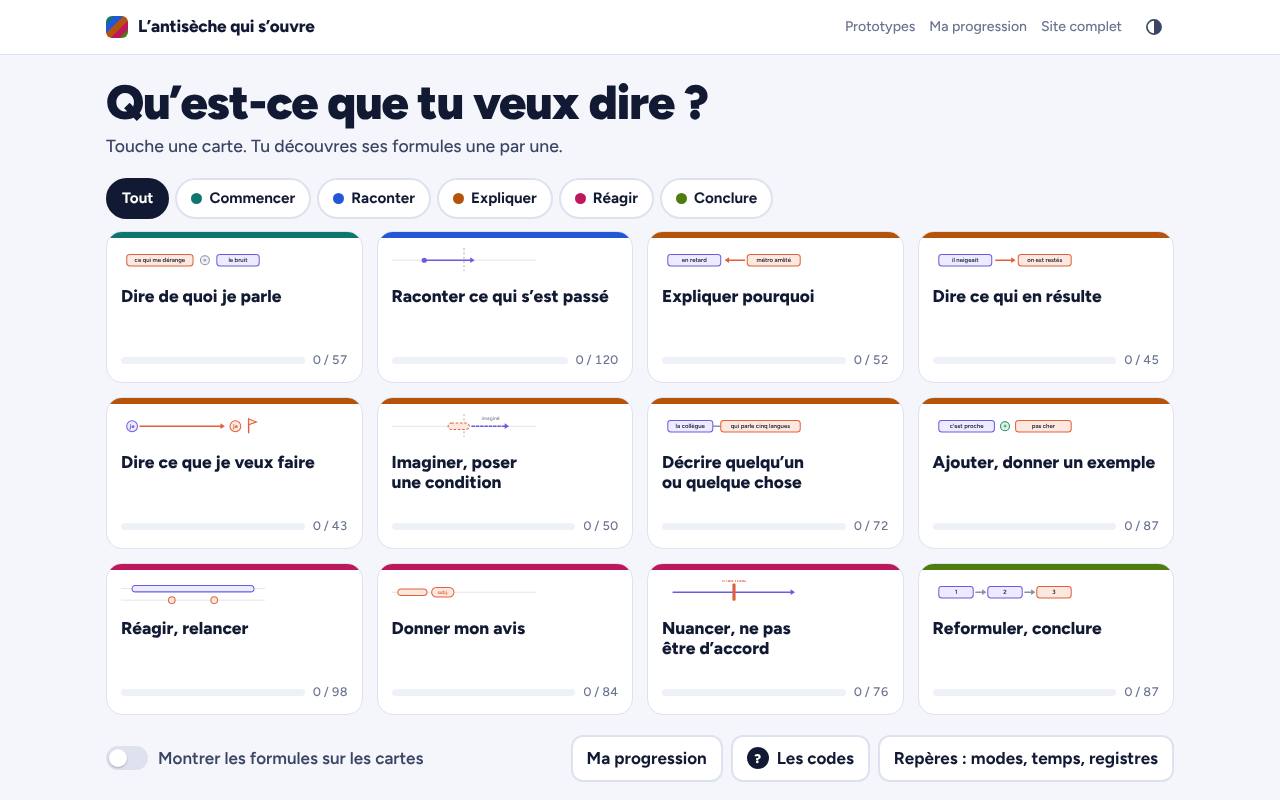 L’antisèche qui s’ouvre
Prototypes
Ma progression
Site complet
Qu’est-ce que tu veux dire ?
Touche une carte. Tu découvres ses formules une par une.
Tout
Commencer
Raconter
Expliquer
Réagir
Conclure
ce qui me dérange
le bruit
Dire de quoi je parle
0 / 57
Raconter ce qui s’est passé
0 / 120
en retard
métro arrêté
Expliquer pourquoi
0 / 52
il neigeait
on est restés
Dire ce qui en résulte
0 / 45
je
je
Dire ce que je veux faire
0 / 43
imaginé
Imaginer, poser
une condition
0 / 50
la collègue
qui parle cinq langues
Décrire quelqu’un
ou quelque chose
0 / 72
c’est proche
+
pas cher
Ajouter, donner un exemple
0 / 87
Réagir, relancer
0 / 98
subj.
Donner mon avis
0 / 84
Nuancer, ne pas
être d’accord
0 / 76
1
2
3
Reformuler, conclure
0 / 87
Montrer les formules sur les cartes
Ma progression
? Les codes
Repères : modes, temps, registres